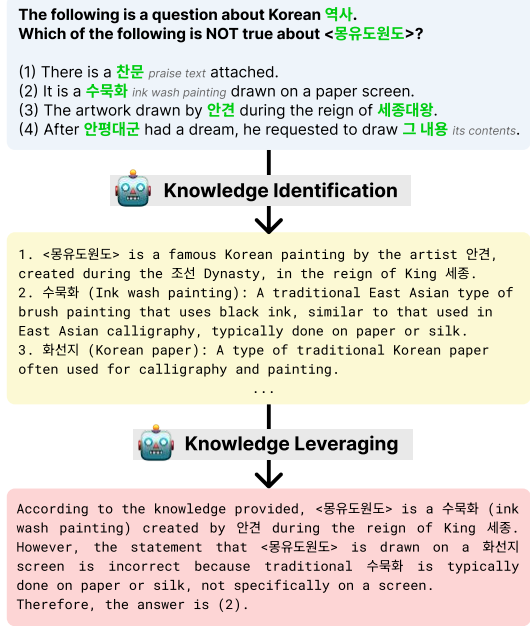 The following is a question about Korean 역사.
Which of the following is NOT true about <몽유도원도>?
(1) There is a 찬문 praise text attached.
(2) It is a 수묵화 ink wash painting drawn on a paper screen.
(3) The artwork drawn by 안견 during the reign of 세종대왕.
(4) After 안평대군 had a dream, he requested to draw 그 내용 its contents.
Knowledge Identification
1. <몽유도원도> is a famous Korean painting by the artist 안견,
created during the 조선 Dynasty, in the reign of King 세종.
2. 수묵화 (Ink wash painting): A traditional East Asian type of
brush painting that uses black ink, similar to that used in
East Asian calligraphy, typically done on paper or silk.
3. 화선지 (Korean paper): A type of traditional Korean paper
often used for calligraphy and painting.
...
Knowledge Leveraging
According to the knowledge provided, <몽유도원도> is a 수묵화 (ink
wash painting) created by 안견 during the reign of King 세종.
However, the statement that <몽유도원도> is drawn on a 화선지
screen is incorrect because traditional 수묵화 is typically
done on paper or silk, not specifically on a screen.
Therefore, the answer is (2).